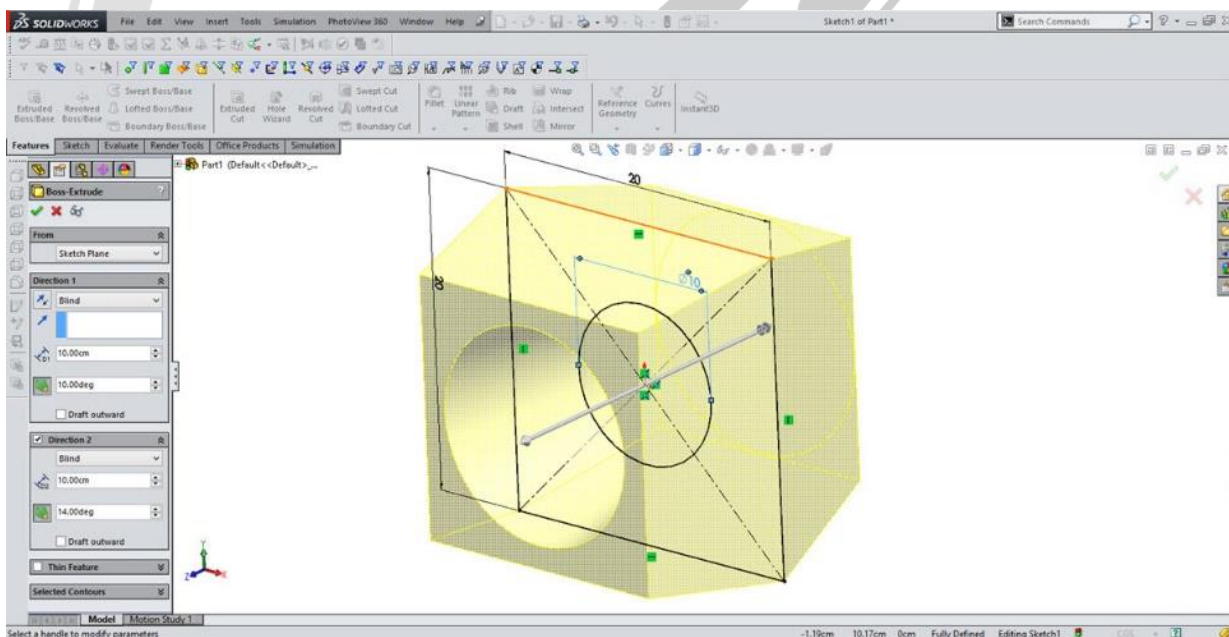 SOLIDWORKS File Edit View Insert Tools Simulation PhotoView 360 Window Help Sketch1 of Part1 * Search Commands
Extruded Boss/Base Revolved Boss/Base Swept Boss/Base Lofted Boss/Base Boundary Boss/Base Extruded Cut Hole Wizard Revolved Cut Swept Cut Lofted Cut Boundary Cut Fillet Linear Pattern Rib Draft Shell Wrap Intersect Mirror Reference Geometry Curves Instant3D
Features Sketch Evaluate Render Tools Office Products Simulation
Part1 (Default<<Default>_...
Boss-Extrude ?
From
Sketch Plane
Direction 1
Blind
D1 10.00cm
10.00deg
Draft outward
Direction 2
Blind
10.00cm
14.00deg
Draft outward
Thin Feature
Selected Contours
20
20
Ø10
Y
Z X
Model Motion Study 1
Select a handle to modify parameters -1.19cm 10.17cm 0cm Fully Defined Editing Sketch1 CGS